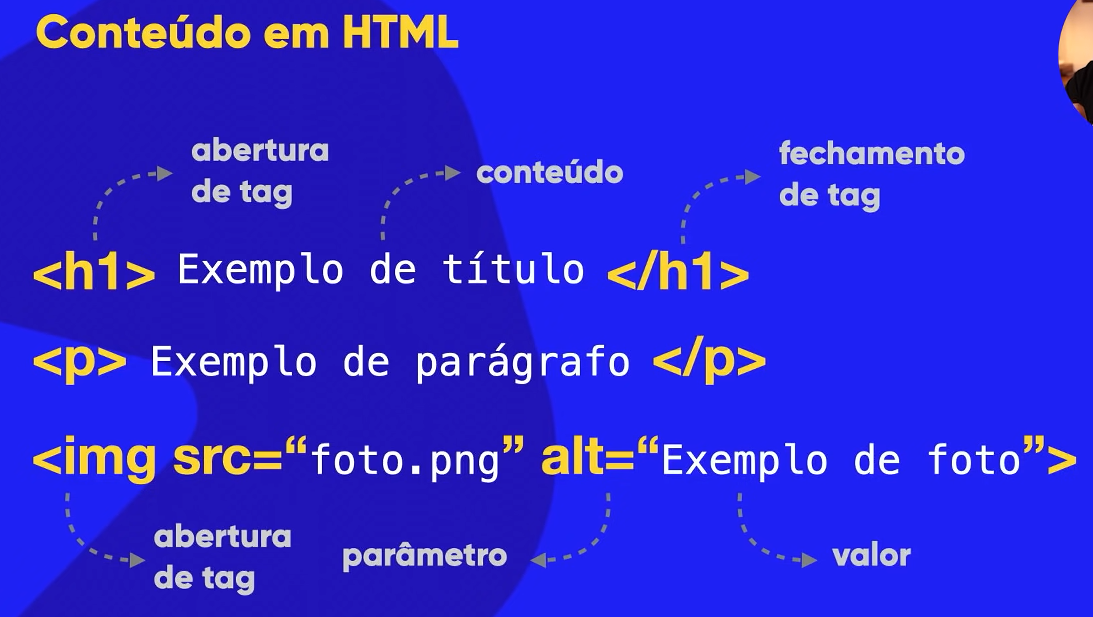 Conteúdo em HTML
abertura
de tag
conteúdo
fechamento
de tag
<h1> Exemplo de título </h1>
<p> Exemplo de parágrafo </p>
<img src=“foto.png” alt=“Exemplo de foto”>
abertura
de tag
parâmetro
valor